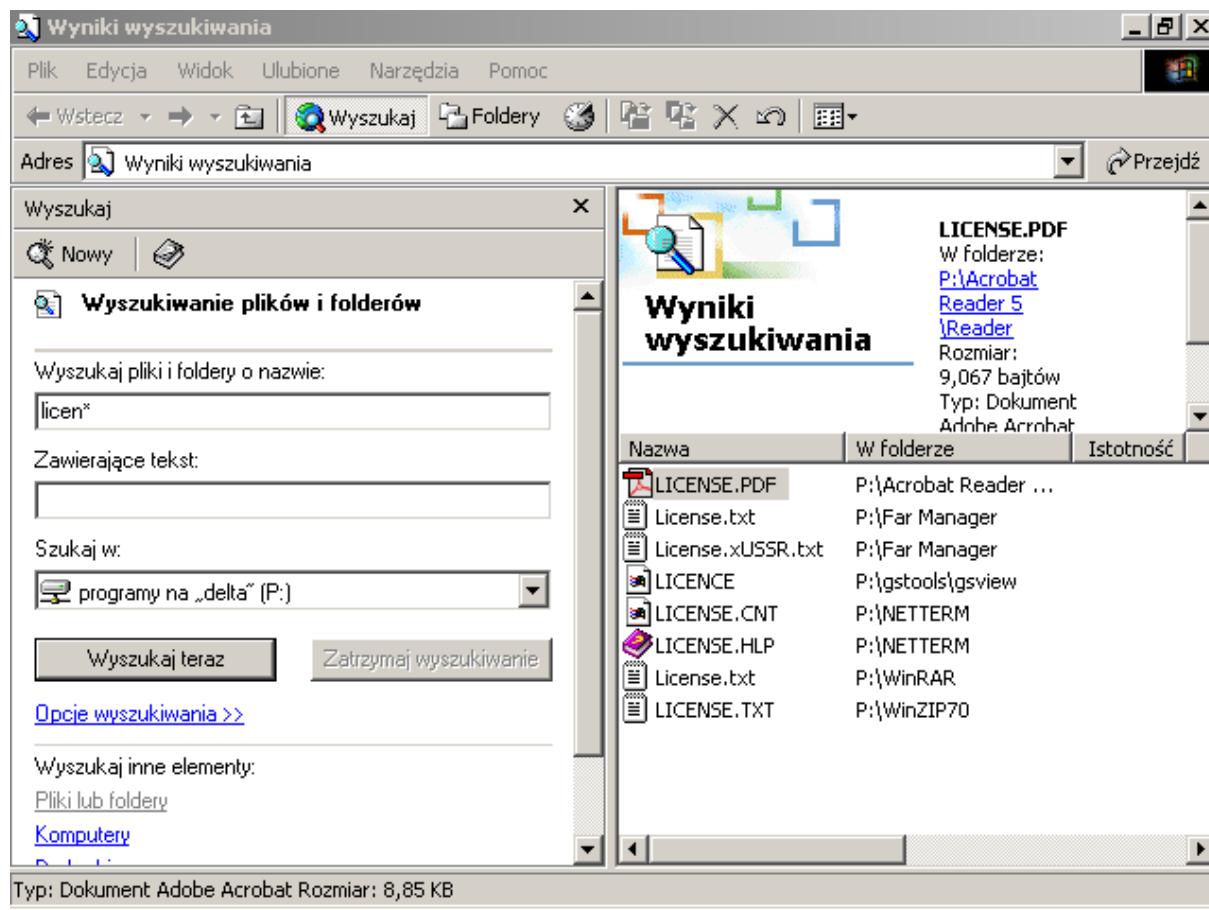 Wyniki wyszukiwania
Plik Edycja Widok Ulubione Narzędzia Pomoc
Wstecz Wyszukaj Foldery
Adres Wyniki wyszukiwania Przejdź
Wyszukaj
Nowy
Wyszukiwanie plików i folderów
Wyszukaj pliki i foldery o nazwie:
licen*
Zawierające tekst:
Szukaj w:
programy na „delta” (P:)
Wyszukaj teraz Zatrzymaj wyszukiwanie
Opcje wyszukiwania >>
Wyszukaj inne elementy:
Pliki lub foldery
Komputery
Wyniki
wyszukiwania
LICENSE.PDF
W folderze:
P:\Acrobat
Reader 5
\Reader
Rozmiar:
9,067 bajtów
Typ: Dokument
Adobe Acrobat
Nazwa W folderze Istotność
LICENSE.PDF P:\Acrobat Reader ...
License.txt P:\Far Manager
License.xUSSR.txt P:\Far Manager
LICENCE P:\gstools\gsview
LICENSE.CNT P:\NETTERM
LICENSE.HLP P:\NETTERM
License.txt P:\WinRAR
LICENSE.TXT P:\WinZIP70
Typ: Dokument Adobe Acrobat Rozmiar: 8,85 KB